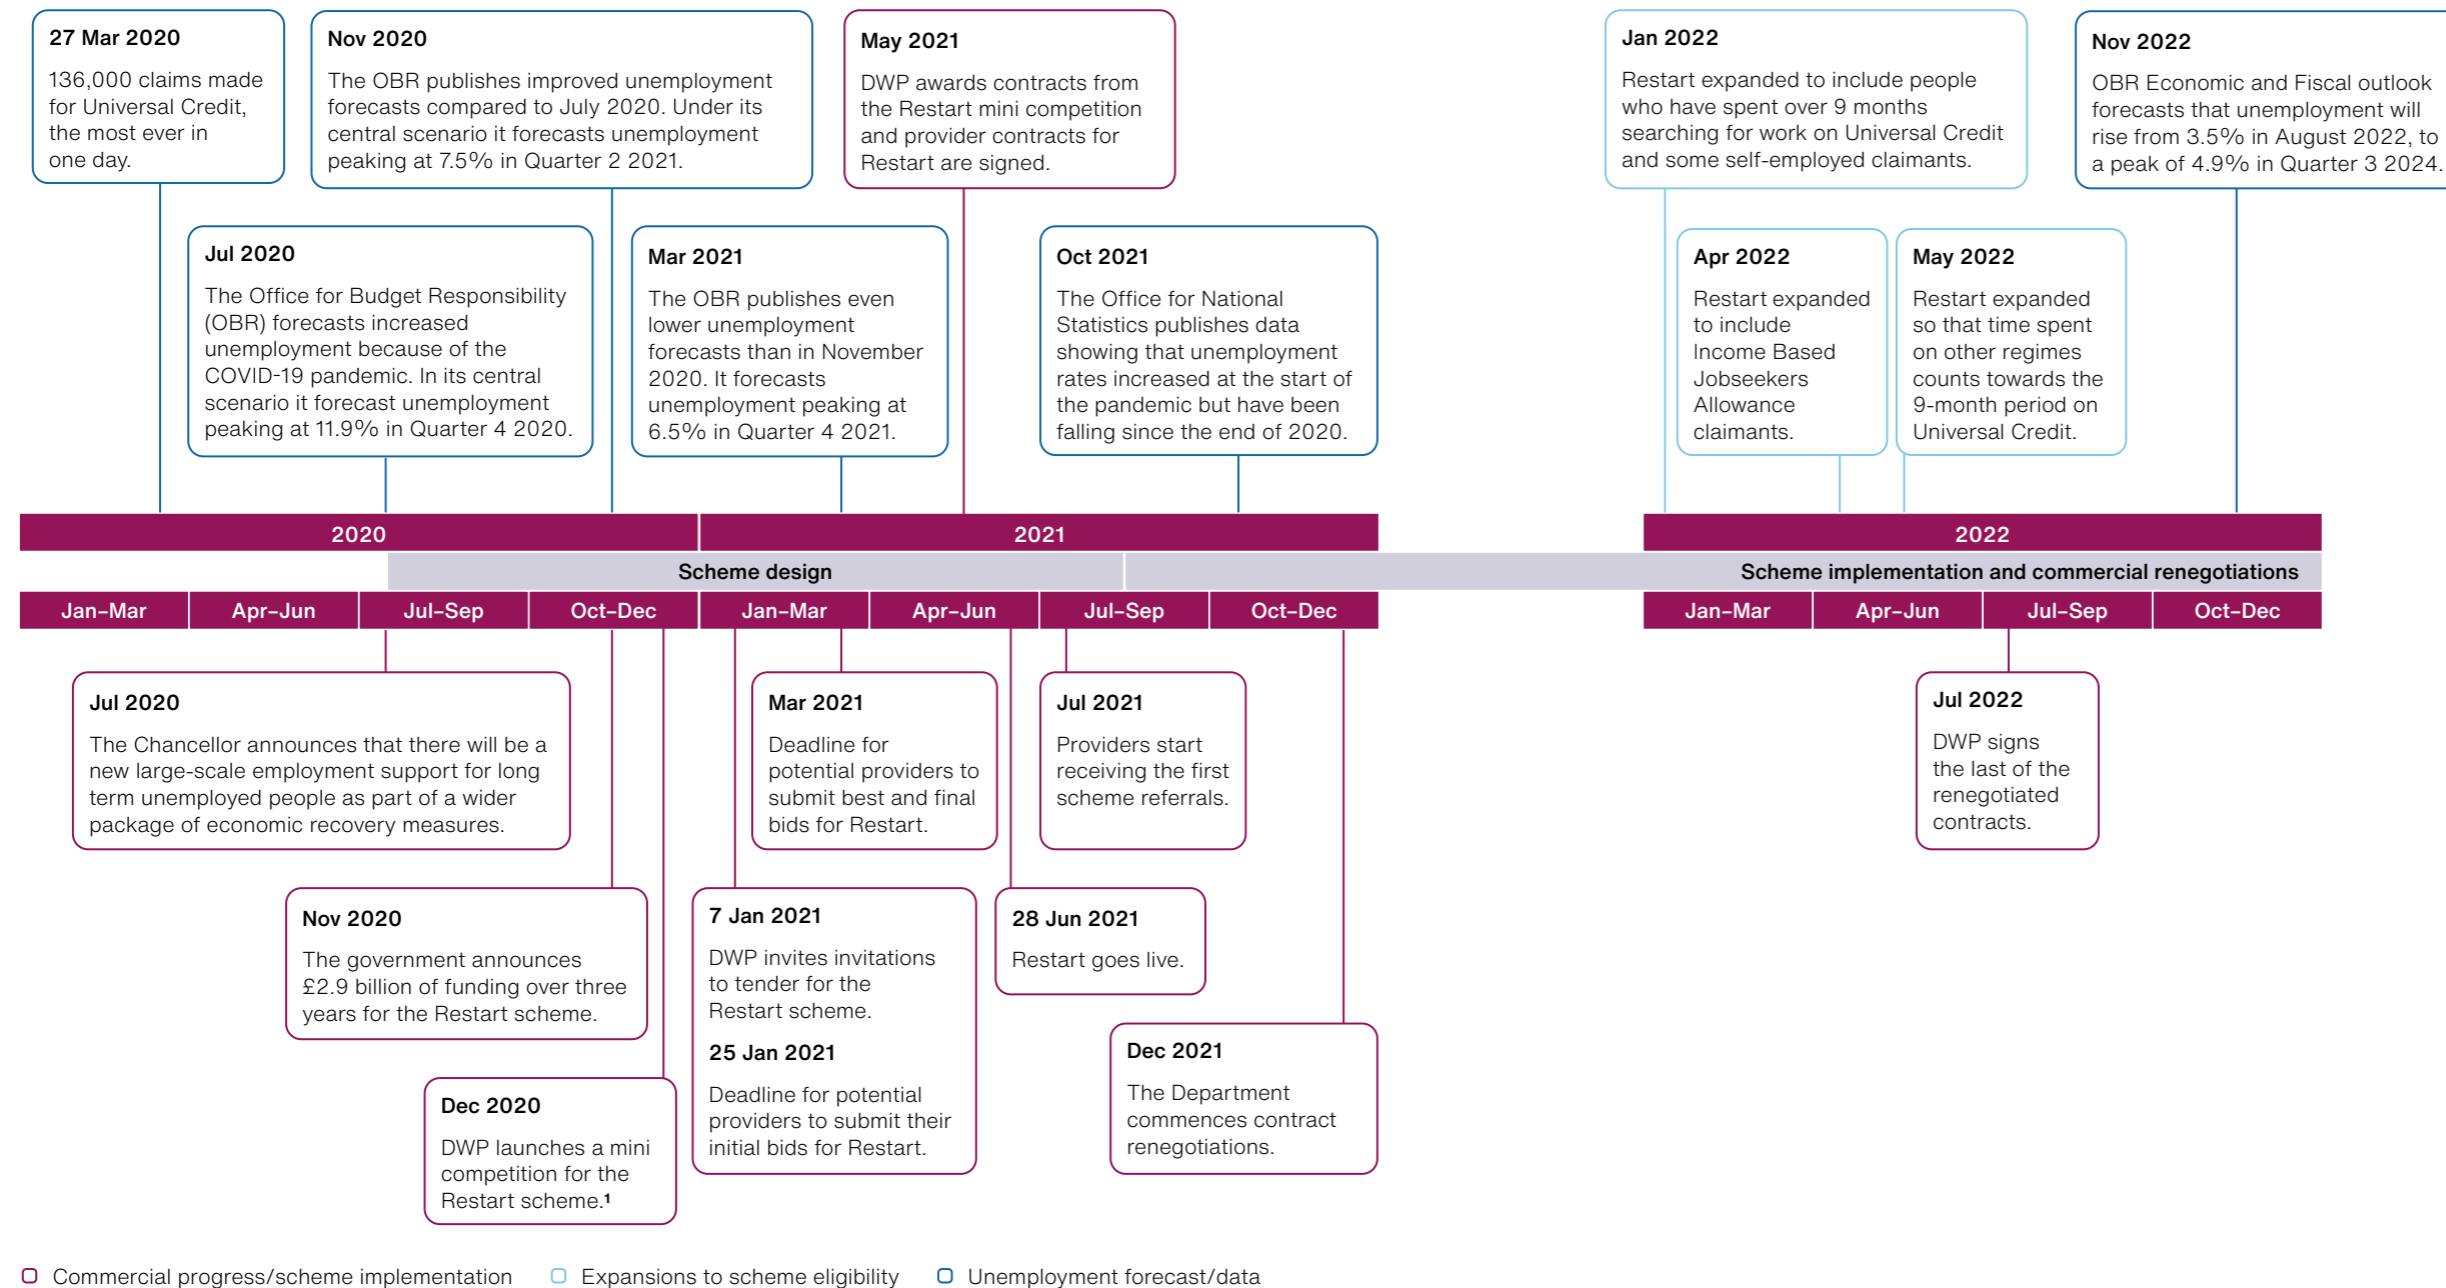 27 Mar 2020
136,000 claims made
for Universal Credit,
the most ever in
one day.
Nov 2020
The OBR publishes improved unemployment
forecasts compared to July 2020. Under its
central scenario it forecasts unemployment
peaking at 7.5% in Quarter 2 2021.
May 2021
DWP awards contracts from
the Restart mini competition
and provider contracts for
Restart are signed.
Jan 2022
Restart expanded to include people
who have spent over 9 months
searching for work on Universal Credit
and some self-employed claimants.
Nov 2022
OBR Economic and Fiscal outlook
forecasts that unemployment will
rise from 3.5% in August 2022, to
a peak of 4.9% in Quarter 3 2024.
Jul 2020
The Office for Budget Responsibility
(OBR) forecasts increased
unemployment because of the
COVID-19 pandemic. In its central
scenario it forecast unemployment
peaking at 11.9% in Quarter 4 2020.
Mar 2021
The OBR publishes even
lower unemployment
forecasts than in November
2020. It forecasts
unemployment peaking at
6.5% in Quarter 4 2021.
Oct 2021
The Office for National
Statistics publishes data
showing that unemployment
rates increased at the start of
the pandemic but have been
falling since the end of 2020.
Apr 2022
Restart expanded
to include
Income Based
Jobseekers
Allowance
claimants.
May 2022
Restart expanded
so that time spent
on other regimes
counts towards the
9-month period on
Universal Credit.
2020
2021
2022
Scheme design
Scheme implementation and commercial renegotiations
Jan–Mar
Apr–Jun
Jul–Sep
Oct–Dec
Jan–Mar
Apr–Jun
Jul–Sep
Oct–Dec
Jan–Mar
Apr–Jun
Jul–Sep
Oct–Dec
Jul 2020
The Chancellor announces that there will be a
new large-scale employment support for long
term unemployed people as part of a wider
package of economic recovery measures.
Mar 2021
Deadline for
potential providers to
submit best and final
bids for Restart.
Jul 2021
Providers start
receiving the first
scheme referrals.
Jul 2022
DWP signs
the last of the
renegotiated
contracts.
Nov 2020
The government announces
£2.9 billion of funding over three
years for the Restart scheme.
7 Jan 2021
DWP invites invitations
to tender for the
Restart scheme.
25 Jan 2021
Deadline for potential
providers to submit their
initial bids for Restart.
28 Jun 2021
Restart goes live.
Dec 2020
DWP launches a mini
competition for the
Restart scheme.¹
Dec 2021
The Department
commences contract
renegotiations.
Commercial progress/scheme implementation
Expansions to scheme eligibility
Unemployment forecast/data